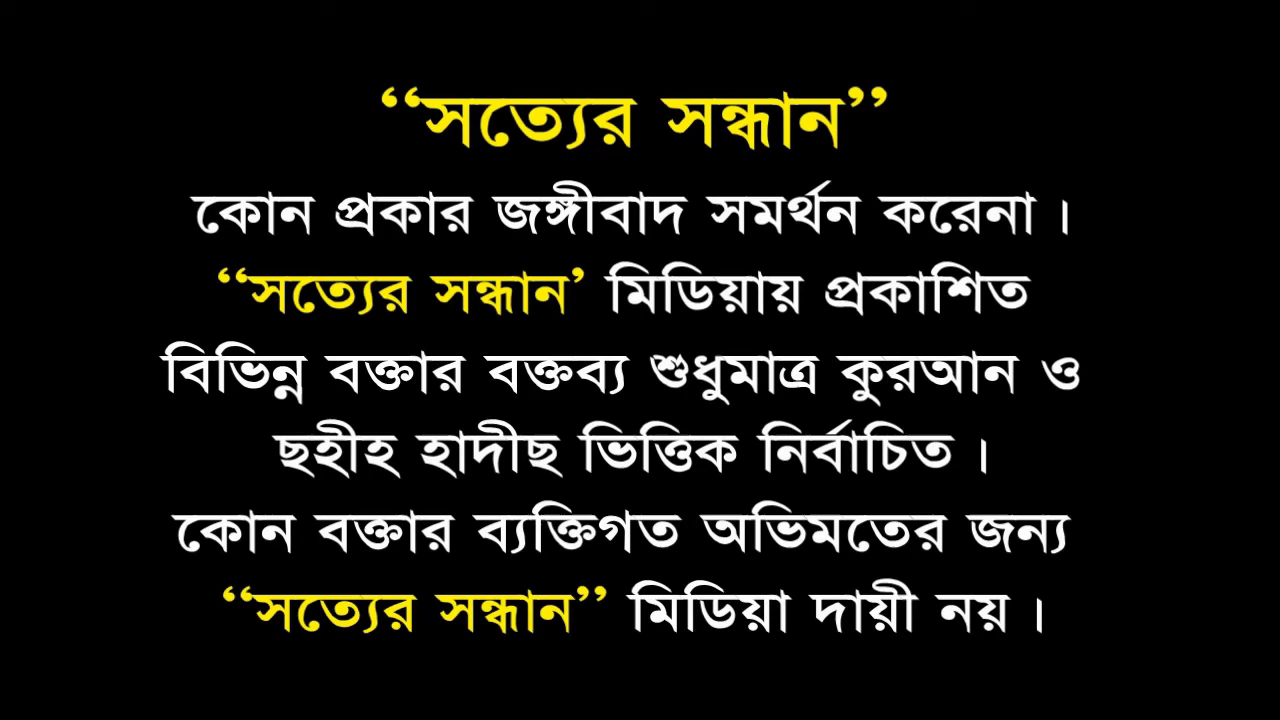 “সত্যের সন্ধান”
কোন প্রকার জঙ্গীবাদ সমর্থন করেনা।
“সত্যের সন্ধান’ মিডিয়ায় প্রকাশিত
বিভিন্ন বক্তার বক্তব্য শুধুমাত্র কুরআন ও
ছহীহ হাদীছ ভিত্তিক নির্বাচিত।
কোন বক্তার ব্যক্তিগত অভিমতের জন্য
“সত্যের সন্ধান” মিডিয়া দায়ী নয়।